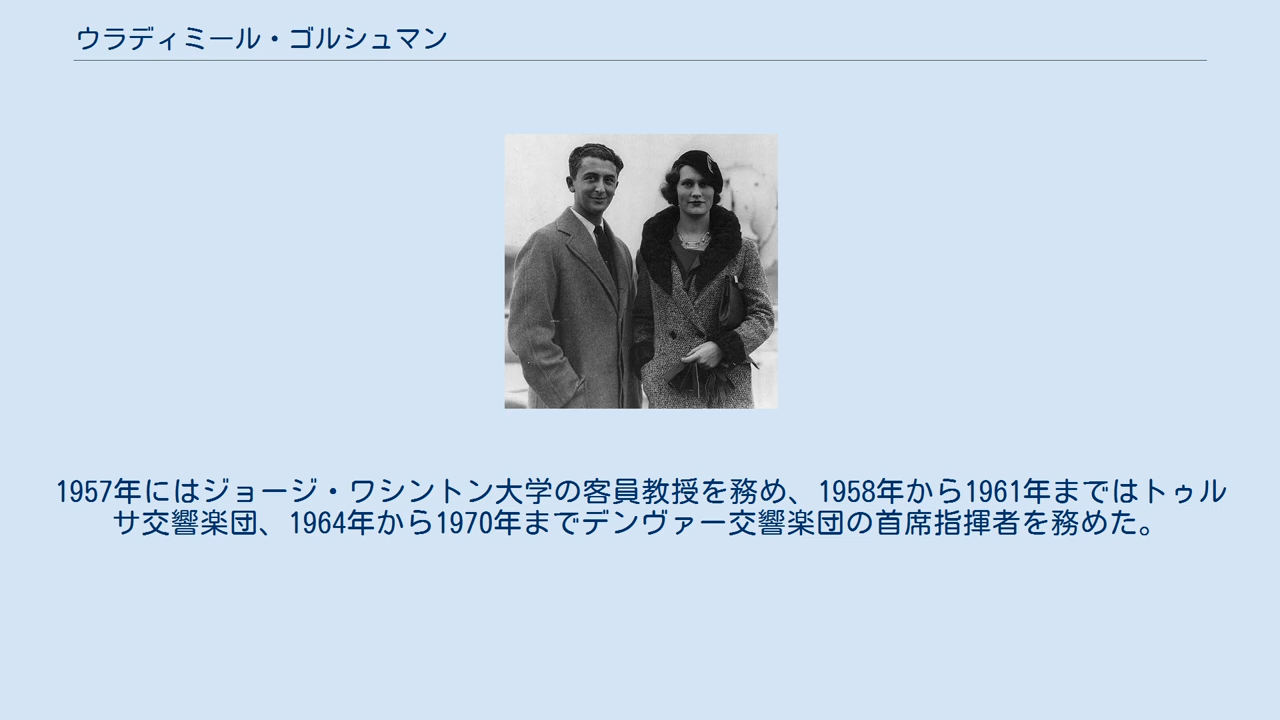 ウラディミール・ゴルシュマン
1957年にはジョージ・ワシントン大学の客員教授を務め、1958年から1961年まではトゥル
サ交響楽団、1964年から1970年までデンヴァー交響楽団の首席指揮者を務めた。